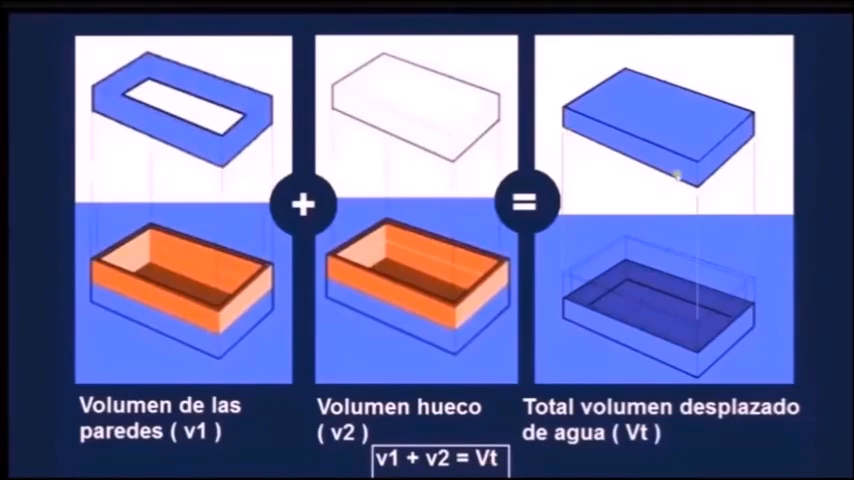 +
=
Volumen de las
paredes ( v1 )
Volumen hueco
( v2 )
Total volumen desplazado
de agua ( Vt )
v1 + v2 = Vt